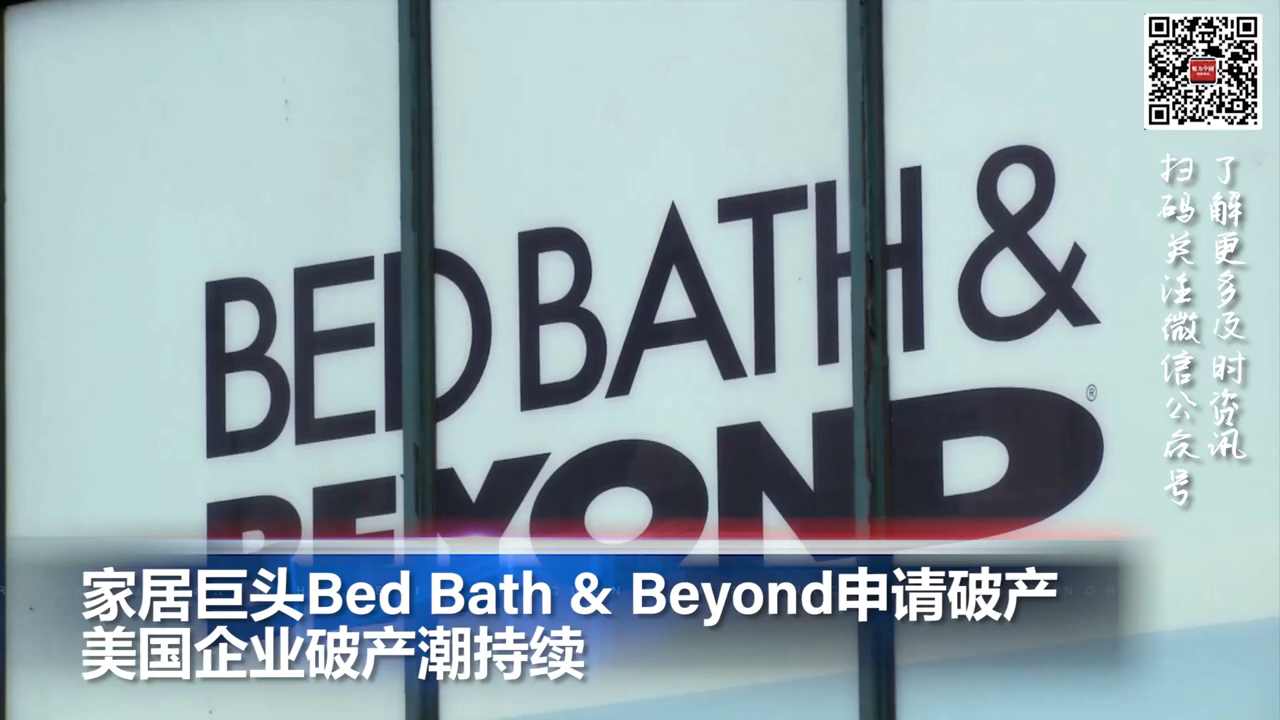 BED BATH &
BEYOND
®
了解更多及时资讯
扫码关注微信公众号
家居巨头Bed Bath & Beyond申请破产
美国企业破产潮持续